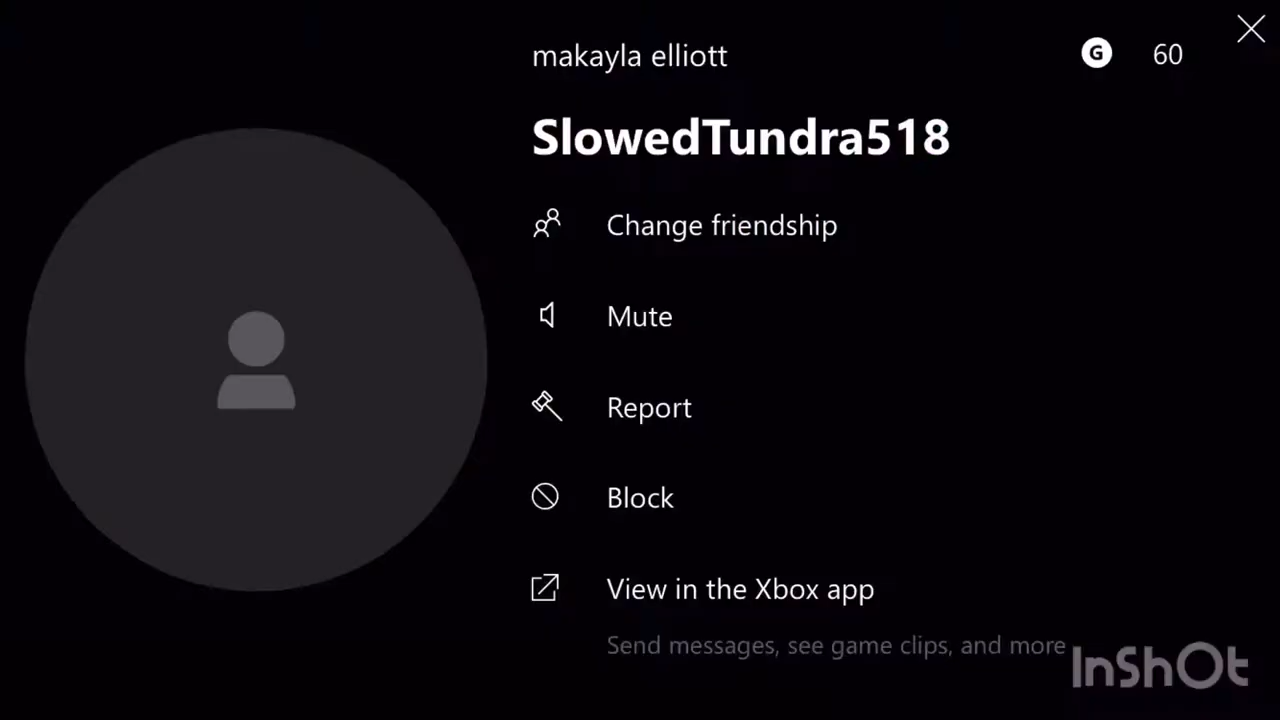 makayla elliott
G 60
SlowedTundra518
Change friendship
Mute
Report
Block
View in the Xbox app
Send messages, see game clips, and more
InShOt